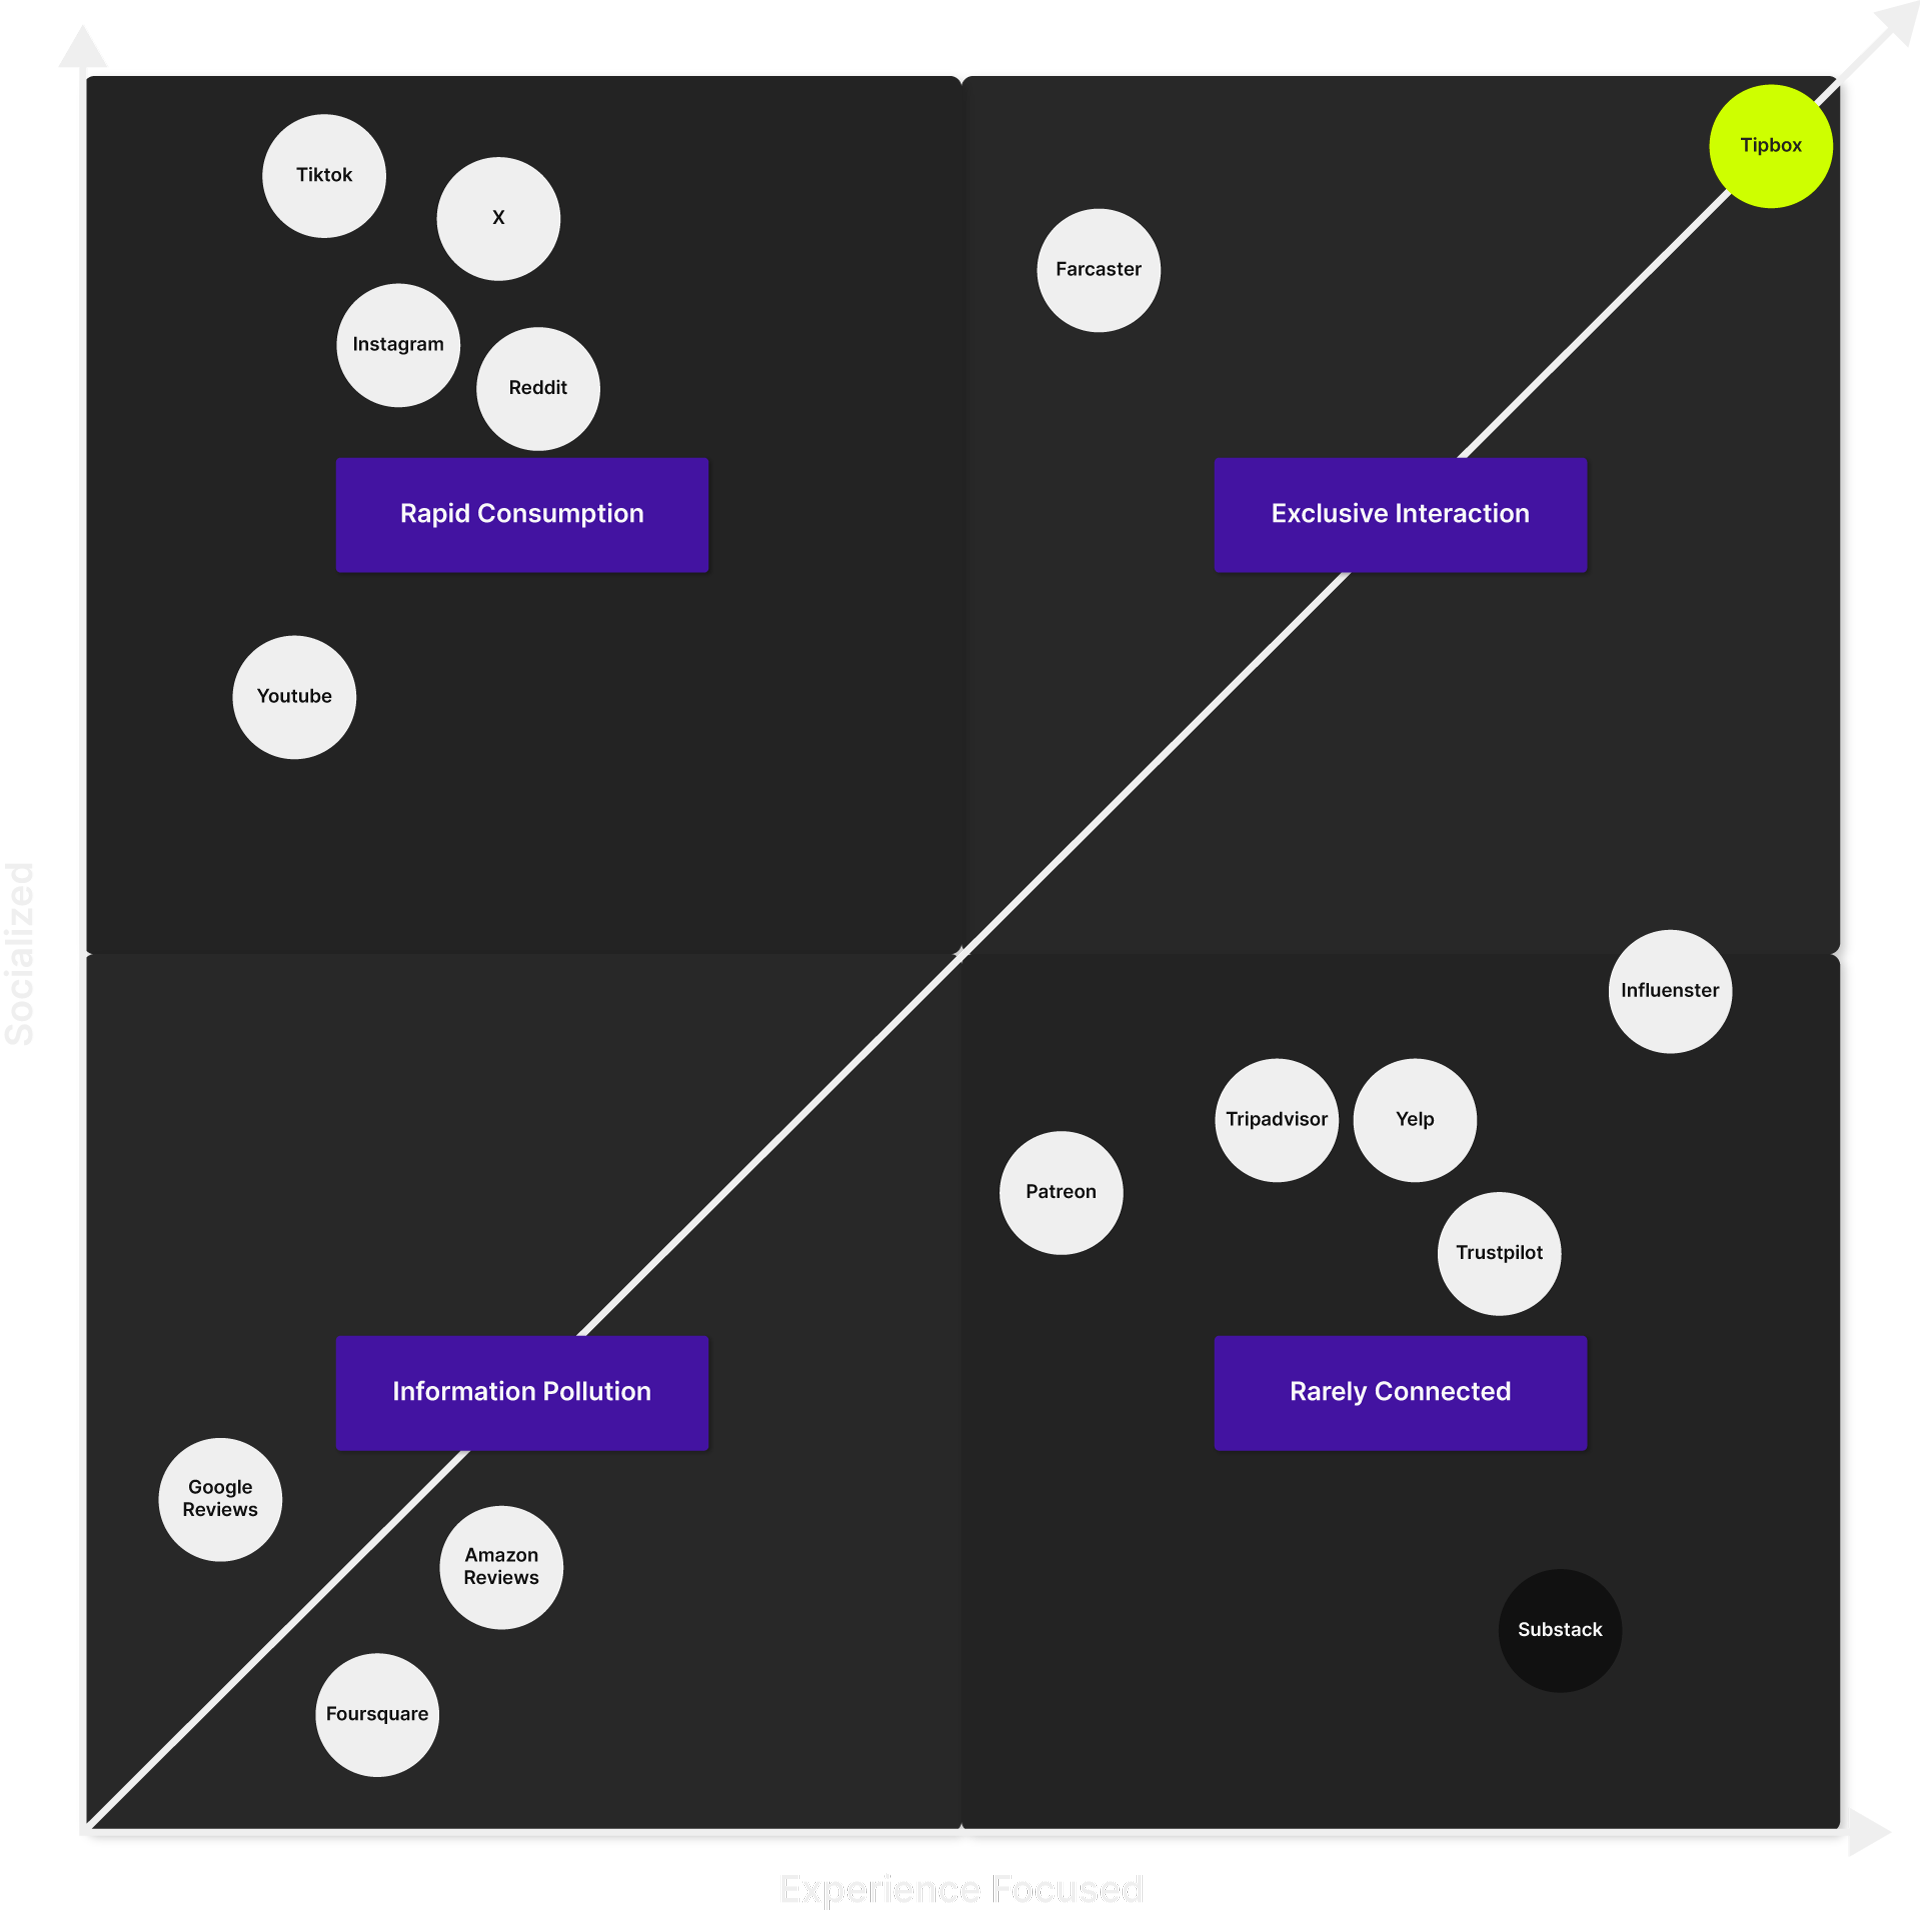 Tipbox
Tiktok
X
Farcaster
Instagram
Reddit
Rapid Consumption
Exclusive Interaction
Youtube
Socialized
Influenster
Tripadvisor
Yelp
Patreon
Trustpilot
Information Pollution
Rarely Connected
Google
Reviews
Amazon
Reviews
Substack
Foursquare
Experience Focused